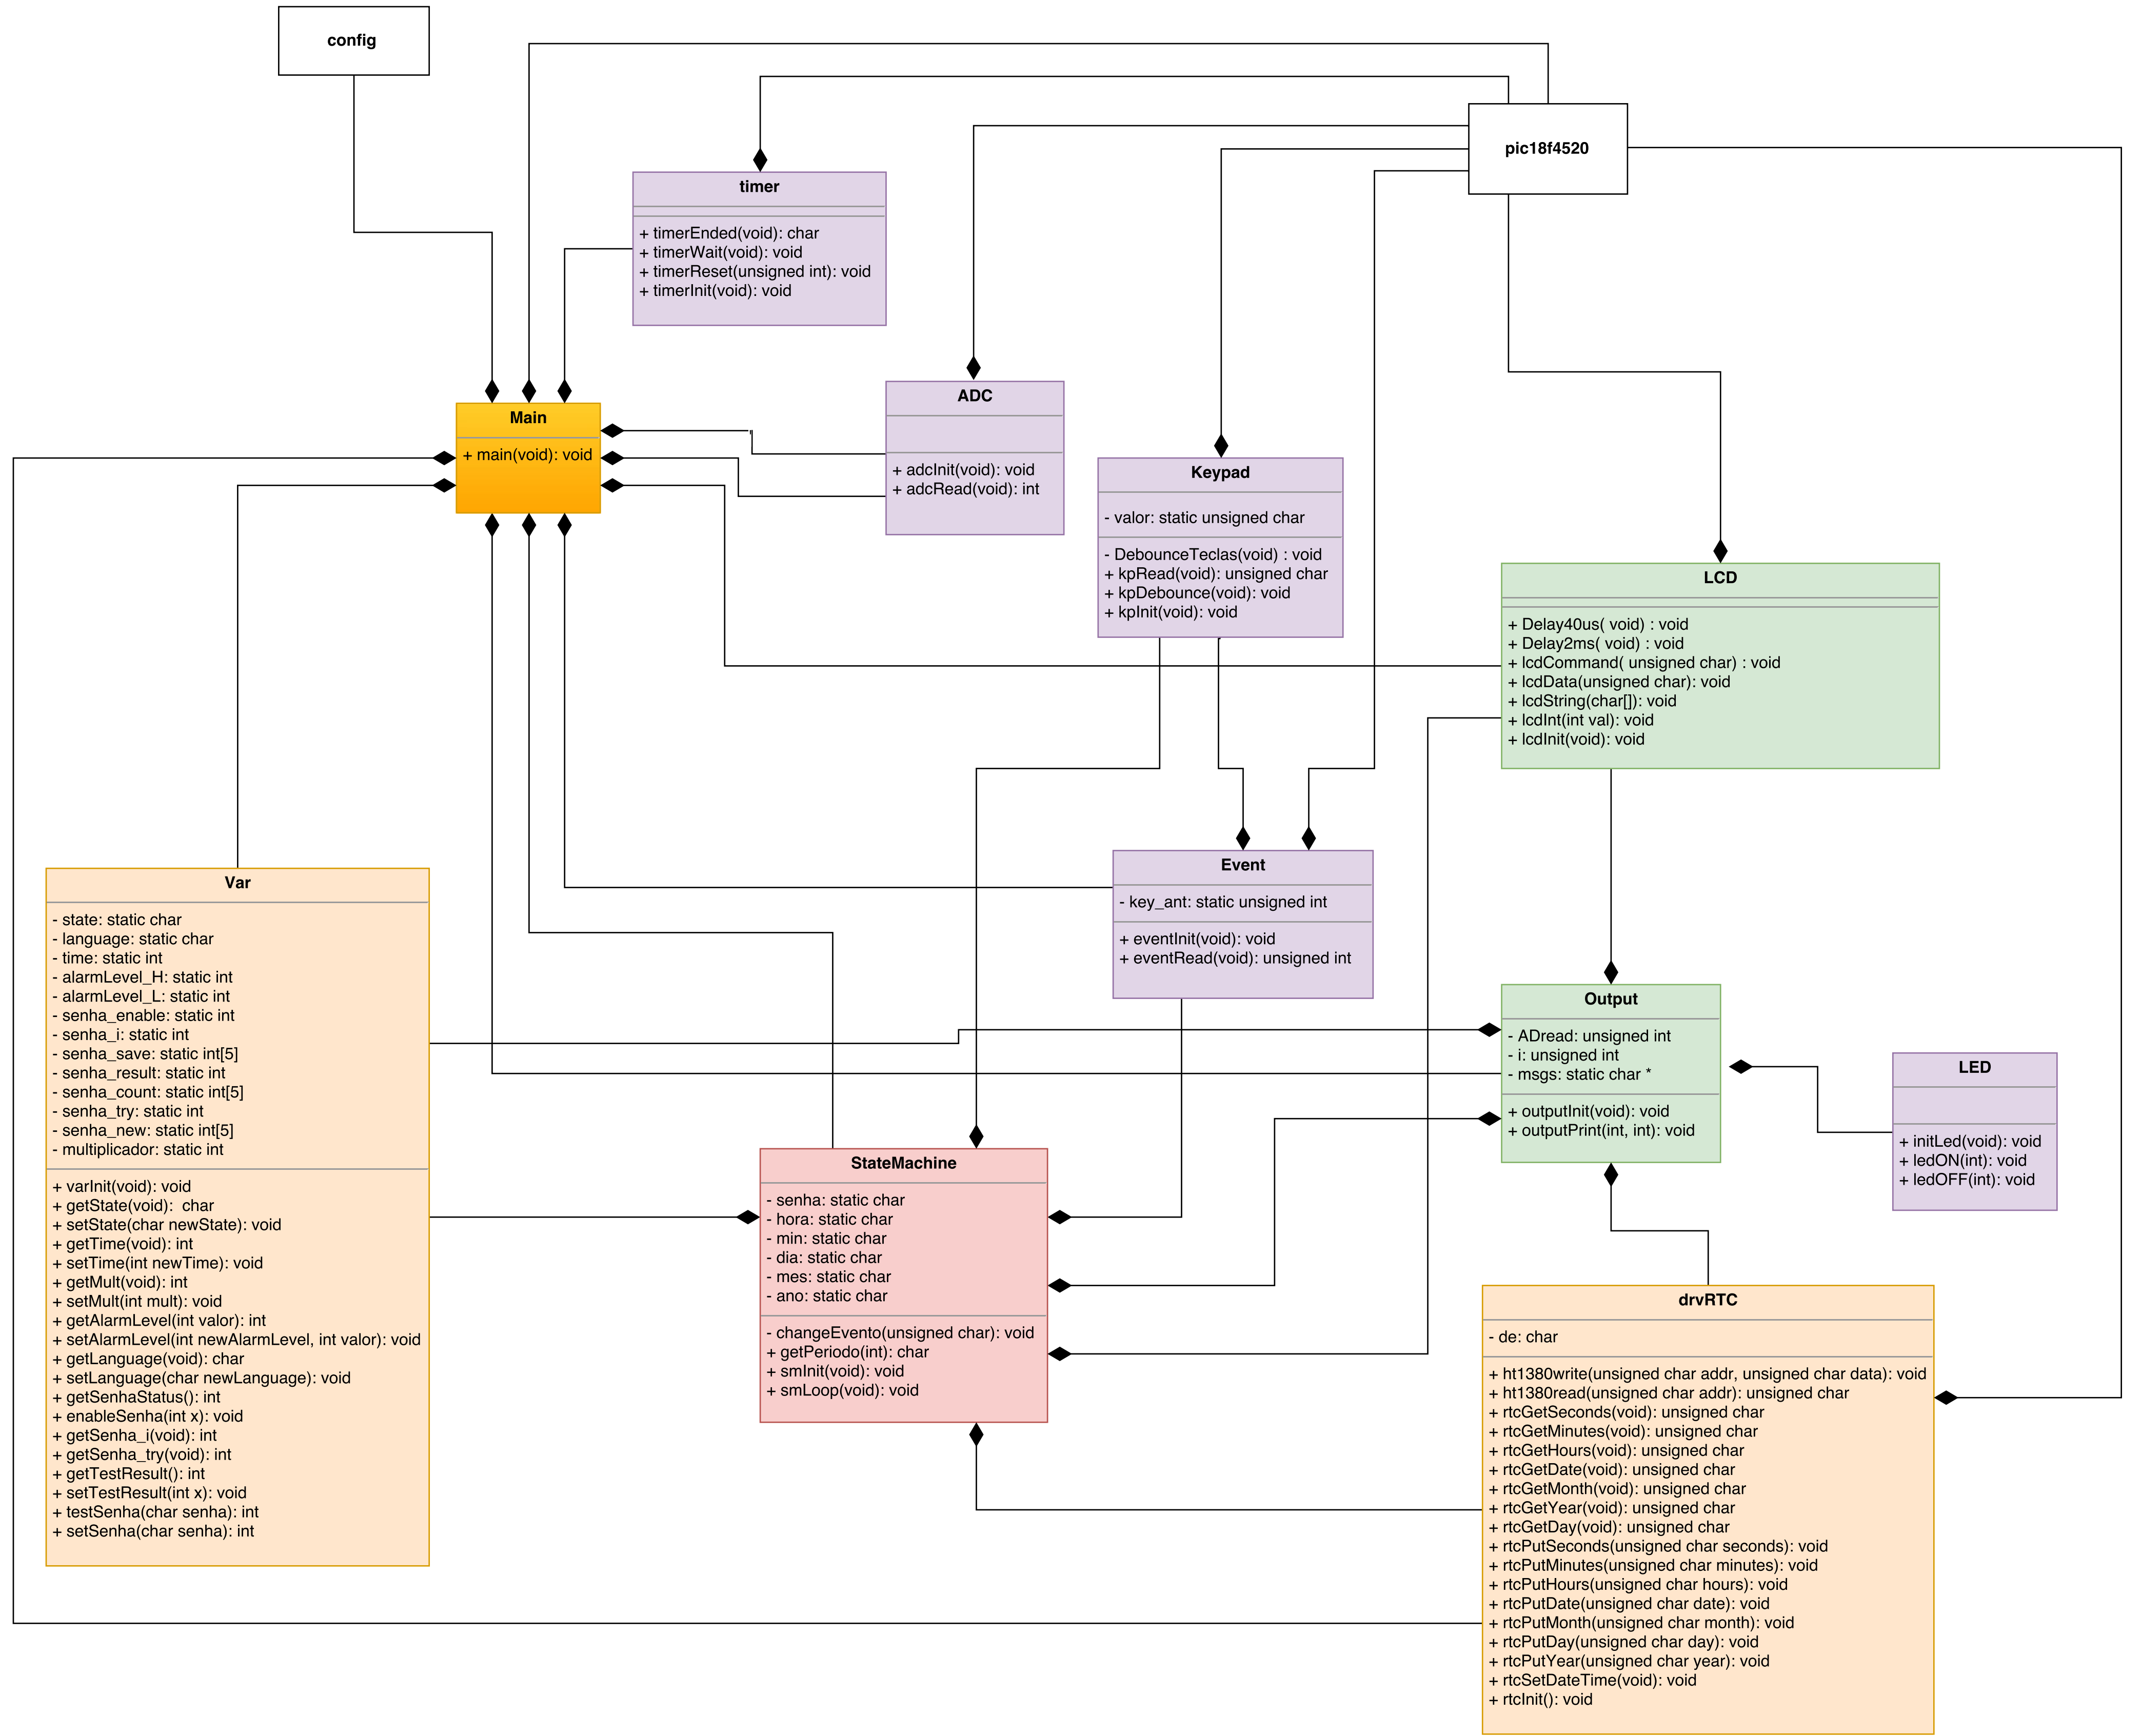 config
pic18f4520
timer
+ timerEnded(void): char
+ timerWait(void): void
+ timerReset(unsigned int): void
+ timerInit(void): void
ADC
+ adcInit(void): void
+ adcRead(void): int
Main
+ main(void): void
Keypad
- valor: static unsigned char
- DebounceTeclas(void) : void
+ kpRead(void): unsigned char
+ kpDebounce(void): void
+ kpInit(void): void
LCD
+ Delay40us( void) : void
+ Delay2ms( void) : void
+ lcdCommand( unsigned char) : void
+ lcdData(unsigned char): void
+ lcdString(char[]): void
+ lcdInt(int val): void
+ lcdInit(void): void
Event
- key_ant: static unsigned int
+ eventInit(void): void
+ eventRead(void): unsigned int
Var
- state: static char
- language: static char
- time: static int
- alarmLevel_H: static int
- alarmLevel_L: static int
- senha_enable: static int
- senha_i: static int
- senha_save: static int[5]
- senha_result: static int
- senha_count: static int[5]
- senha_try: static int
- senha_new: static int[5]
- multiplicador: static int
+ varInit(void): void
+ getState(void):  char
+ setState(char newState): void
+ getTime(void): int
+ setTime(int newTime): void
+ getMult(void): int
+ setMult(int mult): void
+ getAlarmLevel(int valor): int
+ setAlarmLevel(int newAlarmLevel, int valor): void
+ getLanguage(void): char
+ setLanguage(char newLanguage): void
+ getSenhaStatus(): int
+ enableSenha(int x): void
+ getSenha_i(void): int
+ getSenha_try(void): int
+ getTestResult(): int
+ setTestResult(int x): void
+ testSenha(char senha): int
+ setSenha(char senha): int
Output
- ADread: unsigned int
- i: unsigned int
- msgs: static char *
+ outputInit(void): void
+ outputPrint(int, int): void
LED
+ initLed(void): void
+ ledON(int): void
+ ledOFF(int): void
StateMachine
- senha: static char
- hora: static char
- min: static char
- dia: static char
- mes: static char
- ano: static char
- changeEvento(unsigned char): void
+ getPeriodo(int): char
+ smInit(void): void
+ smLoop(void): void
drvRTC
- de: char
+ ht1380write(unsigned char addr, unsigned char data): void
+ ht1380read(unsigned char addr): unsigned char
+ rtcGetSeconds(void): unsigned char
+ rtcGetMinutes(void): unsigned char
+ rtcGetHours(void): unsigned char
+ rtcGetDate(void): unsigned char
+ rtcGetMonth(void): unsigned char
+ rtcGetYear(void): unsigned char
+ rtcGetDay(void): unsigned char
+ rtcPutSeconds(unsigned char seconds): void
+ rtcPutMinutes(unsigned char minutes): void
+ rtcPutHours(unsigned char hours): void
+ rtcPutDate(unsigned char date): void
+ rtcPutMonth(unsigned char month): void
+ rtcPutDay(unsigned char day): void
+ rtcPutYear(unsigned char year): void
+ rtcSetDateTime(void): void
+ rtcInit(): void